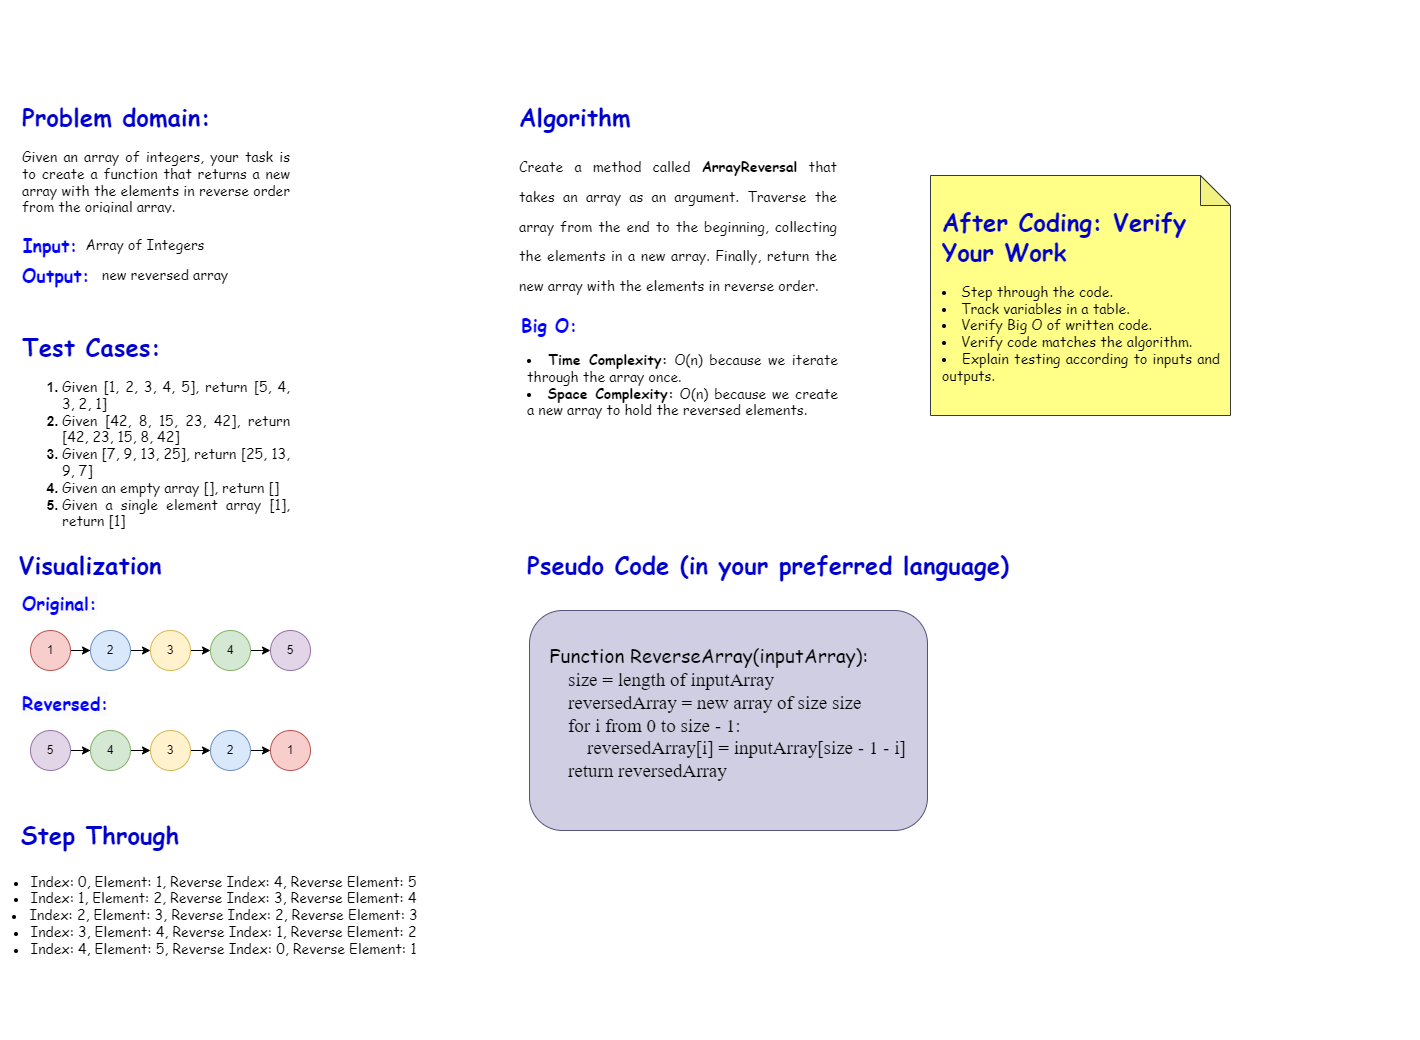 Problem domain:
Given an array of integers, your task is
to create a function that returns a new
array with the elements in reverse order
from the original array.
Input: Array of Integers
Output: new reversed array
Test Cases:
1. Given [1, 2, 3, 4, 5], return [5, 4,
3, 2, 1]
2. Given [42, 8, 15, 23, 42], return
[42, 23, 15, 8, 42]
3. Given [7, 9, 13, 25], return [25, 13,
9, 7]
4. Given an empty array [], return []
5. Given a single element array [1],
return [1]
Algorithm
Create a method called ArrayReversal that
takes an array as an argument. Traverse the
array from the end to the beginning, collecting
the elements in a new array. Finally, return the
new array with the elements in reverse order.
Big O:
• Time Complexity: O(n) because we iterate
through the array once.
• Space Complexity: O(n) because we create
a new array to hold the reversed elements.
After Coding: Verify
Your Work
• Step through the code.
• Track variables in a table.
• Verify Big O of written code.
• Verify code matches the algorithm.
• Explain testing according to inputs and
outputs.
Visualization
Original:
1 2 3 4 5
Reversed:
5 4 3 2 1
Pseudo Code (in your preferred language)
Function ReverseArray(inputArray):
size = length of inputArray
reversedArray = new array of size size
for i from 0 to size - 1:
reversedArray[i] = inputArray[size - 1 - i]
return reversedArray
Step Through
• Index: 0, Element: 1, Reverse Index: 4, Reverse Element: 5
• Index: 1, Element: 2, Reverse Index: 3, Reverse Element: 4
• Index: 2, Element: 3, Reverse Index: 2, Reverse Element: 3
• Index: 3, Element: 4, Reverse Index: 1, Reverse Element: 2
• Index: 4, Element: 5, Reverse Index: 0, Reverse Element: 1